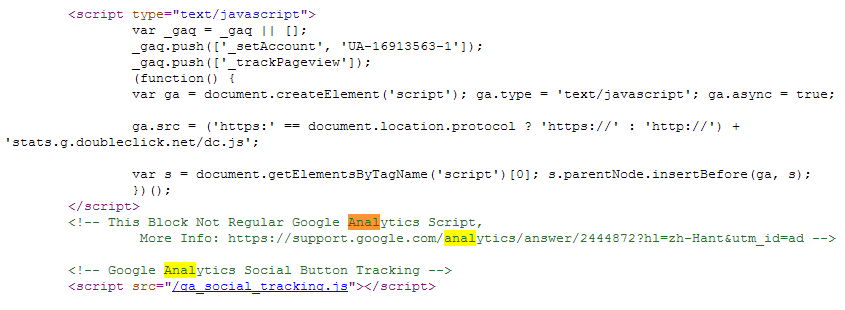 <script type="text/javascript">
var _gaq = _gaq || [];
_gaq.push(['_setAccount', 'UA-16913563-1']);
_gaq.push(['_trackPageview']);
(function() {
var ga = document.createElement('script'); ga.type = 'text/javascript'; ga.async = true;
ga.src = ('https:' == document.location.protocol ? 'https://' : 'http://') +
'stats.g.doubleclick.net/dc.js';
var s = document.getElementsByTagName('script')[0]; s.parentNode.insertBefore(ga, s);
})();
</script>
<!-- This Block Not Regular Google Analytics Script,
More Info: https://support.google.com/analytics/answer/2444872?hl=zh-Hant&utm_id=ad -->
<!-- Google Analytics Social Button Tracking -->
<script src="/ga_social_tracking.js"></script>